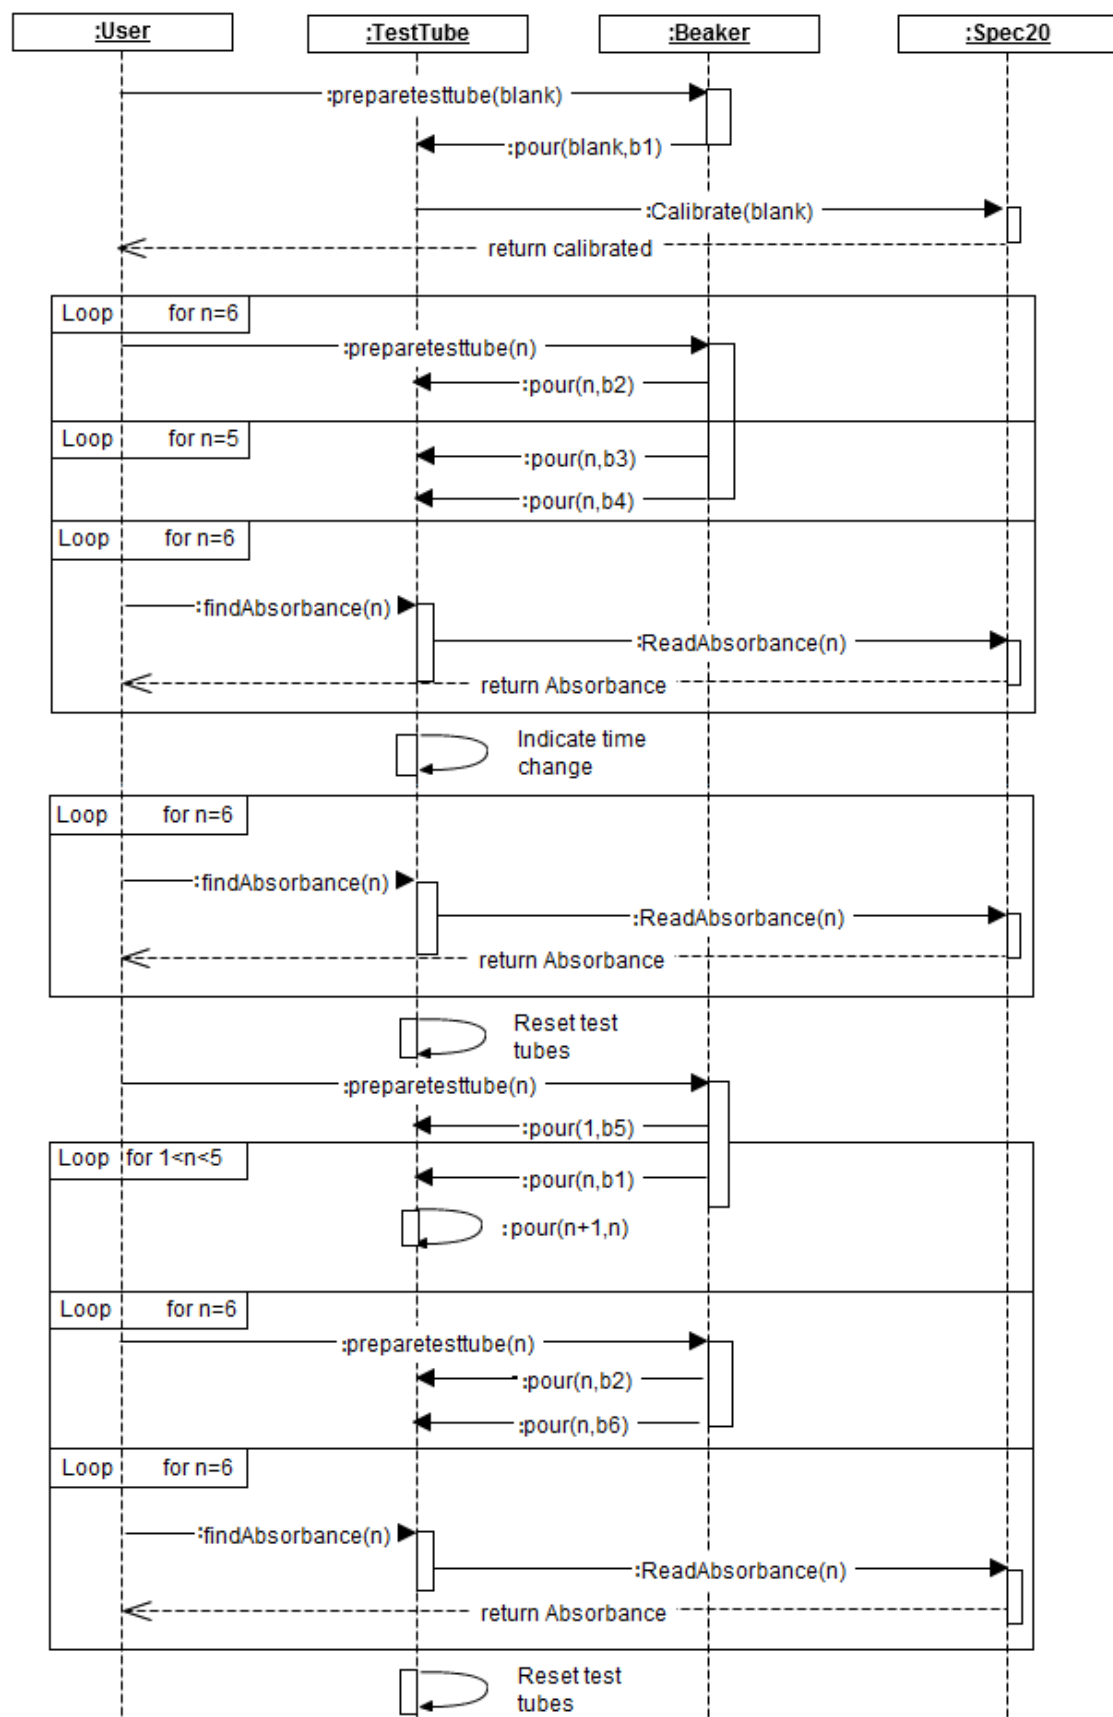 :User
:TestTube
:Beaker
:Spec20
:preparetesttube(blank)
:pour(blank,b1)
:Calibrate(blank)
return calibrated
Loop for n=6
:preparetesttube(n)
:pour(n,b2)
Loop for n=5
:pour(n,b3)
:pour(n,b4)
Loop for n=6
:findAbsorbance(n)
:ReadAbsorbance(n)
return Absorbance
Indicate time
change
Loop for n=6
:findAbsorbance(n)
:ReadAbsorbance(n)
return Absorbance
Reset test
tubes
:preparetesttube(n)
:pour(1,b5)
Loop for 1<n<5
:pour(n,b1)
:pour(n+1,n)
Loop for n=6
:preparetesttube(n)
:pour(n,b2)
:pour(n,b6)
Loop for n=6
:findAbsorbance(n)
:ReadAbsorbance(n)
return Absorbance
Reset test
tubes